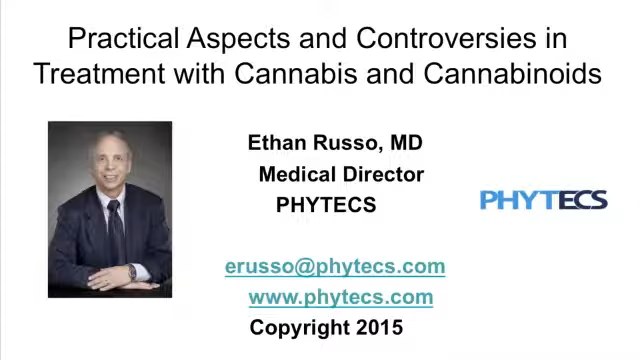 Practical Aspects and Controversies in
Treatment with Cannabis and Cannabinoids
Ethan Russo, MD
Medical Director
PHYTECS
PHYTECS
erusso@phytecs.com
www.phytecs.com
Copyright 2015